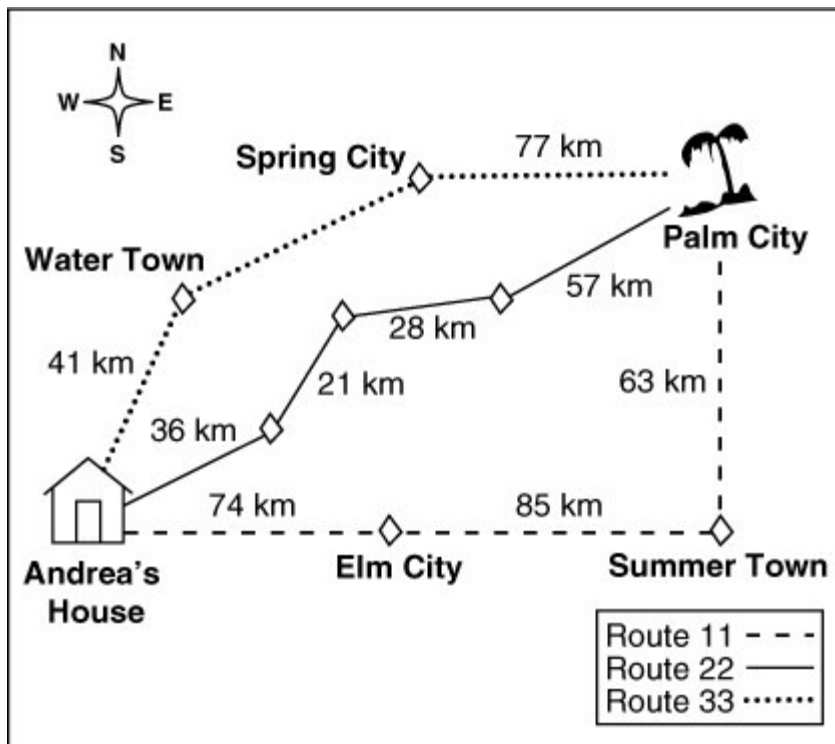 N
W E
S
Spring City
77 km
Palm City
Water Town
57 km
28 km
41 km
21 km
63 km
36 km
74 km
85 km
Andrea's
House
Elm City
Summer Town
Route 11
Route 22
Route 33